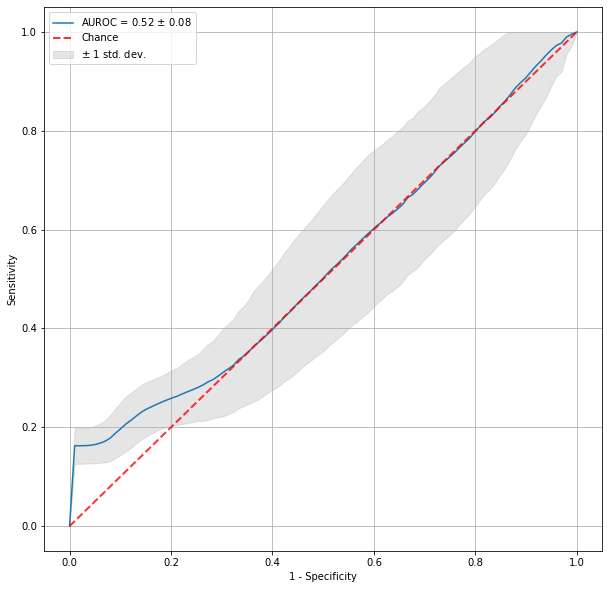 AUROC = 0.52 ± 0.08
Chance
± 1 std. dev.
1.0
0.8
0.6
0.4
0.2
0.0
Sensitivity
0.0 0.2 0.4 0.6 0.8 1.0
1 - Specificity